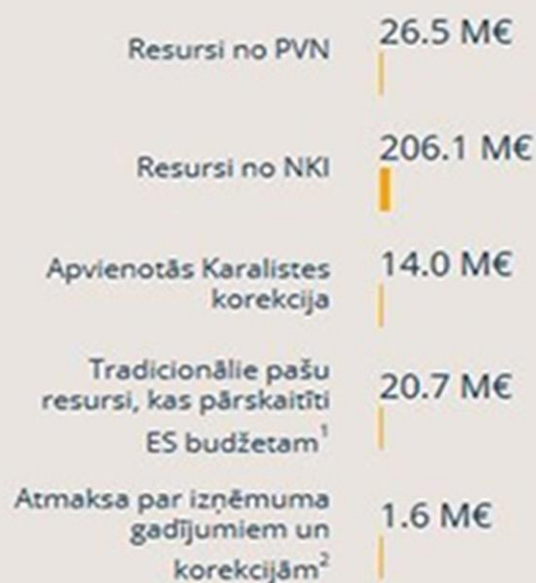 26.5 M€
Resursi no PVN
206.1 M€
Resursi no NKI
14.0 M€
Apvienotās Karalistes
korekcija
Tradicionālie pašu
20.7 M€
resursi, kas pārskaitīti
ES budžetam¹
Atmaksa par izņēmuma
1.6 M€
gadījumiem un
korekcijām²